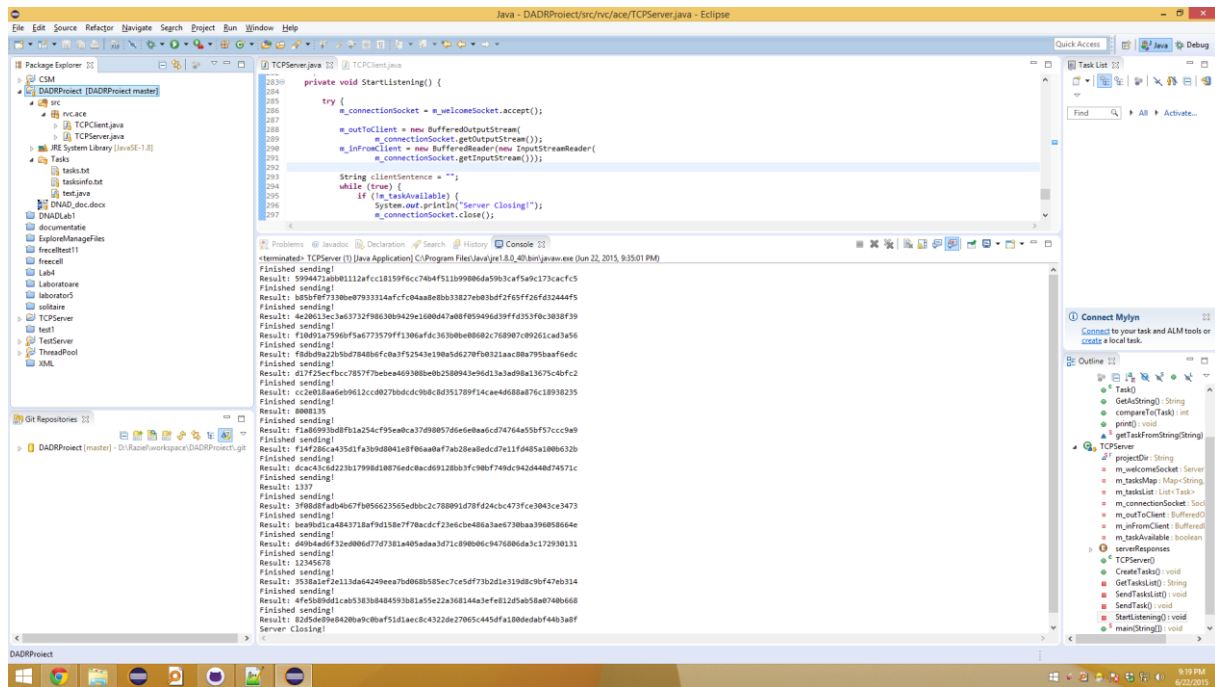 Java - DADRProiect/src/rvc/ace/TCPServer.java - Eclipse
File Edit Source Refactor Navigate Search Project Run Window Help
Quick Access Java Debug
Package Explorer
CSM
DADRProiect [DADRProiect master]
src
rvc.ace
TCPClient.java
TCPServer.java
JRE System Library [JavaSE-1.8]
Tasks
tasks.txt
tasksinfo.txt
text.java
DNAD_doc.docx
DNADLab1
documentatie
ExploreManageFiles
frecelltest11
freecell
Lab4
Laboratoare
laborator5
solitaire
TCPServer
test1
TestServer
ThreadPool
XML
Git Repositories
DADRProiect [master] - D:\Raziel\workspace\DADRProiect\.git
TCPServer.java TCPClient.java
283 private void StartListening() {
284
285 try {
286 m_connectionSocket = m_welcomeSocket.accept();
287
288 m_outToClient = new BufferedOutputStream(
289 m_connectionSocket.getOutputStream());
290 m_inFromClient = new BufferedReader(new InputStreamReader(
291 m_connectionSocket.getInputStream()));
292
293 String clientSentence = "";
294 while (true) {
295 if (!m_taskAvailable) {
296 System.out.println("Server Closing!");
297 m_connectionSocket.close();
Problems Javadoc Declaration Search History Console
<terminated> TCPServer (1) [Java Application] C:\Program Files\Java\jre1.8.0_40\bin\javaw.exe (Jun 22, 2015, 9:35:01 PM)
Finished sending!
Result: 5994471abb01112afcc18159f6cc74b4f511b99806da59b3caf5a9c173cacfc5
Finished sending!
Result: b85bf0f7330be07933314afcfc04aa8e8bb33827eb03bdf2f65ff26fd32444f5
Finished sending!
Result: 4e20613ec3a63732f98630b9429e1600d47a08f059496d39ffd353f0c3038f39
Finished sending!
Result: f10d91a7596bf5a6773579ff1306afdc363b0be08602c768907c09261cad3a56
Finished sending!
Result: f8dbd9a22b5bd7848b6fc0a3f52543e190a5d6270fb0321aac80a795baaf6edc
Finished sending!
Result: d17f25ecfbcc7857f7bebea469308be0b2580943e96d13a3ad98a13675c4bfc2
Finished sending!
Result: cc2e018aa6eb9612ccd027bbdcdc9b8c8d351789f14cae4d688a876c18938235
Finished sending!
Result: 8008135
Finished sending!
Result: f1a86993bd8fb1a254cf95ea0ca37d98057d6e6e0aa6cd74764a55bf57ccc9a9
Finished sending!
Result: f14f286ca435d1fa3b9d8041e8f06aa0af7ab28ea8edcd7e11fd485a100b632b
Finished sending!
Result: dcac43c6d223b17998d10876edc0acd69128bb3fc90bf749dc942d440d74571c
Finished sending!
Result: 1337
Finished sending!
Result: 3f08d8fadb4b67fb056623565edbbc2c788091d78fd24cbc473fce3043ce3473
Finished sending!
Result: bea9bd1ca4843718af9d158e7f70acdcf23e6cbe486a3ae6730baa396058664e
Finished sending!
Result: d49b4ad6f32ed006d77d7381a405adaa3d71c890b06c9476806da3c172930131
Finished sending!
Result: 12345678
Finished sending!
Result: 3538a1ef2e113da64249eea7bd068b585ec7ce5df73b2d1e319d8c9bf47eb314
Finished sending!
Result: 4fe5b89dd1cab5383b8484593b81a55e22a368144a3efe812d5ab58a0740b668
Finished sending!
Result: 82d5de89e8420ba9c0baf51d1aec8c4322de27065c445dfa180dedabf44b3a8f
Server Closing!
Task List
Find All Activate...
Connect Mylyn
Connect to your task and ALM tools or
create a local task.
Outline
Task()
GetAsString() : String
compareTo(Task) : int
print() : void
getTaskFromString(String)
TCPServer
projectDir : String
m_welcomeSocket : Server
m_tasksMap : Map<String,
m_tasksList : List<Task>
m_connectionSocket : Soc
m_outToClient : BufferedO
m_inFromClient : Buffered
m_taskAvailable : boolean
serverResponses
TCPServer()
CreateTasks() : void
GetTasksList() : String
SendTasksList() : void
SendTask() : void
StartListening() : void
main(String[]) : void
DADRProiect
9:19 PM
6/22/2015